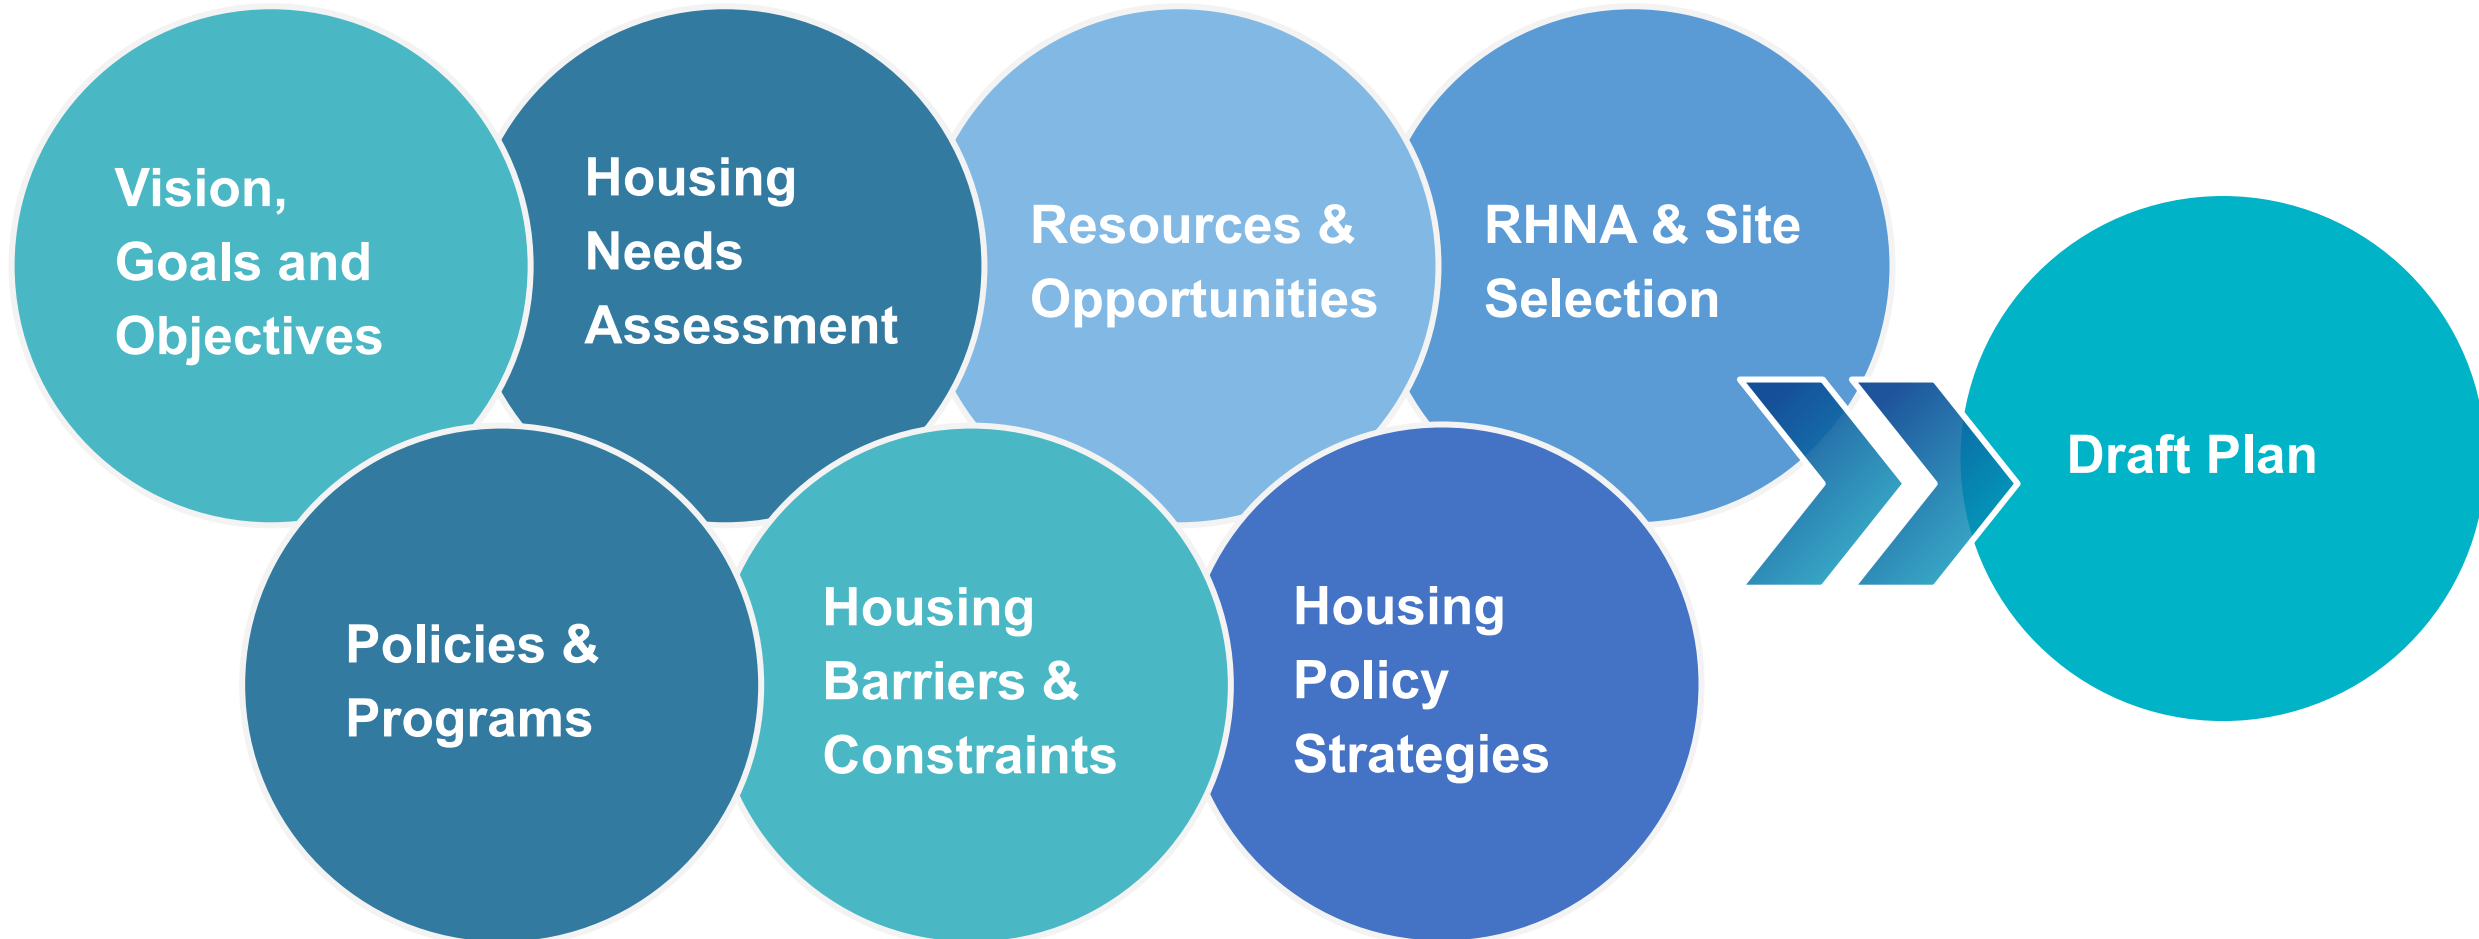 Vision,
Goals and
Objectives
Housing
Needs
Assessment
Resources &
Opportunities
RHNA & Site
Selection
Draft Plan
Policies &
Programs
Housing
Barriers &
Constraints
Housing
Policy
Strategies